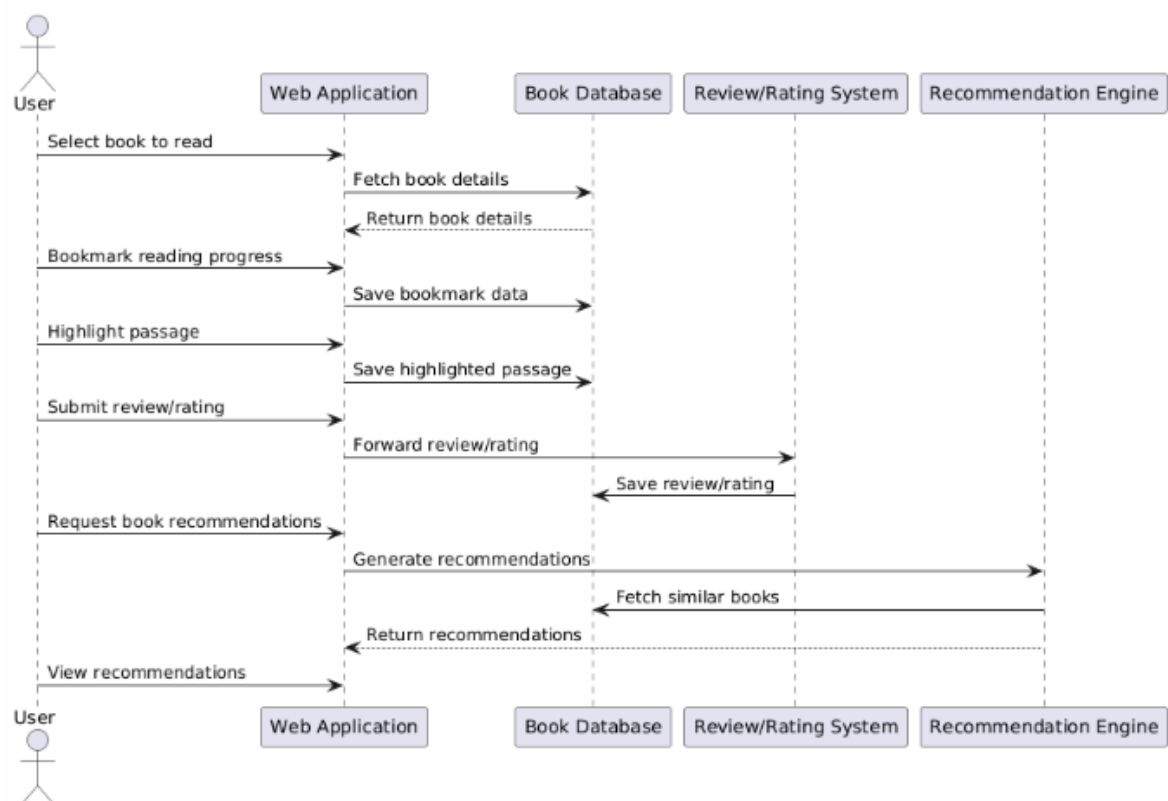 User
Web Application
Book Database
Review/Rating System
Recommendation Engine
Select book to read
Fetch book details
Return book details
Bookmark reading progress
Save bookmark data
Highlight passage
Save highlighted passage
Submit review/rating
Forward review/rating
Save review/rating
Request book recommendations
Generate recommendations
Fetch similar books
Return recommendations
View recommendations
User
Web Application
Book Database
Review/Rating System
Recommendation Engine